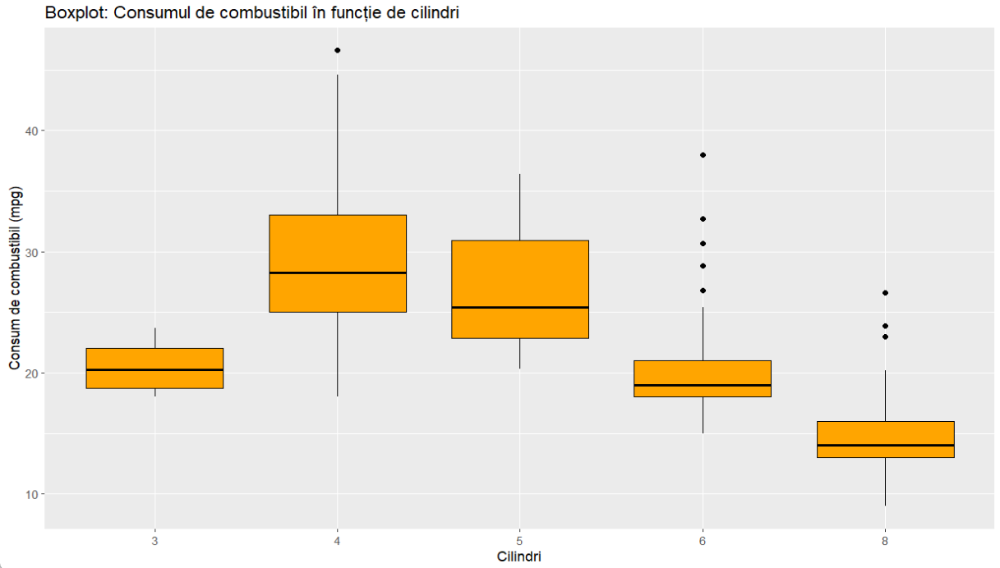 Boxplot: Consumul de combustibil în funcție de cilindri
Consum de combustibil (mpg)
40
30
20
10
3 4 5 6 8
Cilindri